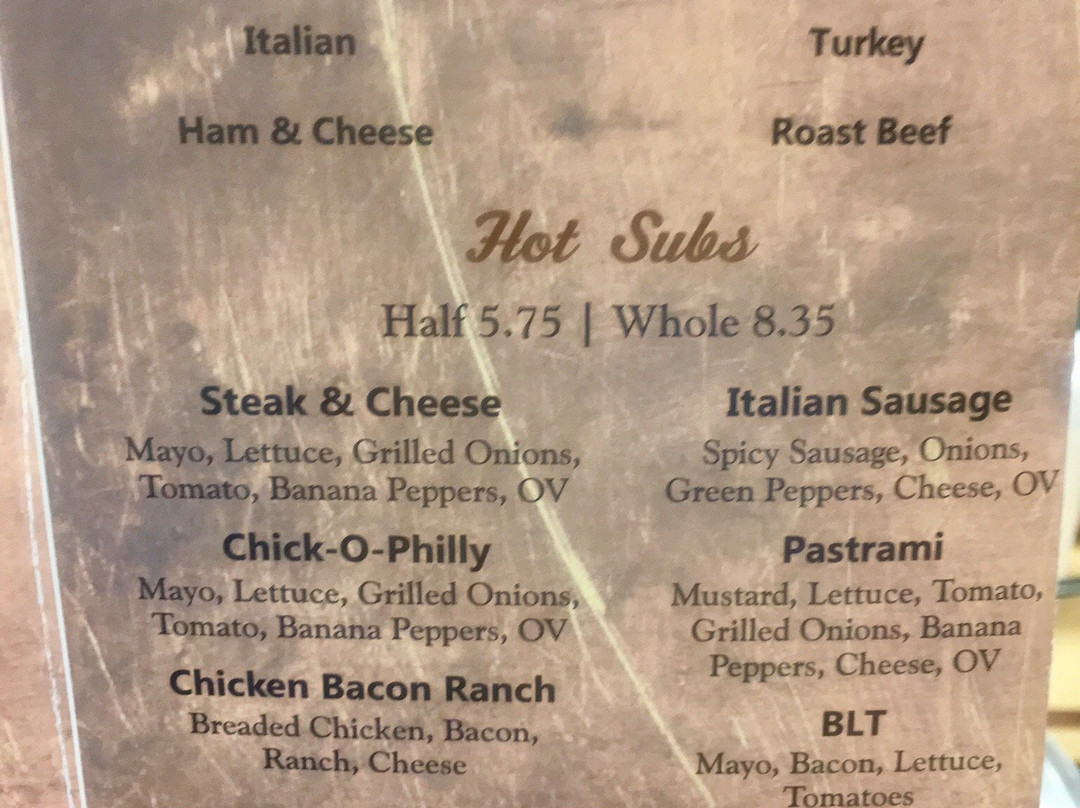 Italian
Turkey
Ham & Cheese
Roast Beef
Hot Subs
Half 5.75 | Whole 8.35
Steak & Cheese
Mayo, Lettuce, Grilled Onions,
Tomato, Banana Peppers, OV
Italian Sausage
Spicy Sausage, Onions,
Green Peppers, Cheese, OV
Chick-O-Philly
Mayo, Lettuce, Grilled Onions,
Tomato, Banana Peppers, OV
Pastrami
Mustard, Lettuce, Tomato,
Grilled Onions, Banana
Peppers, Cheese, OV
Chicken Bacon Ranch
Breaded Chicken, Bacon,
Ranch, Cheese
BLT
Mayo, Bacon, Lettuce,
Tomatoes